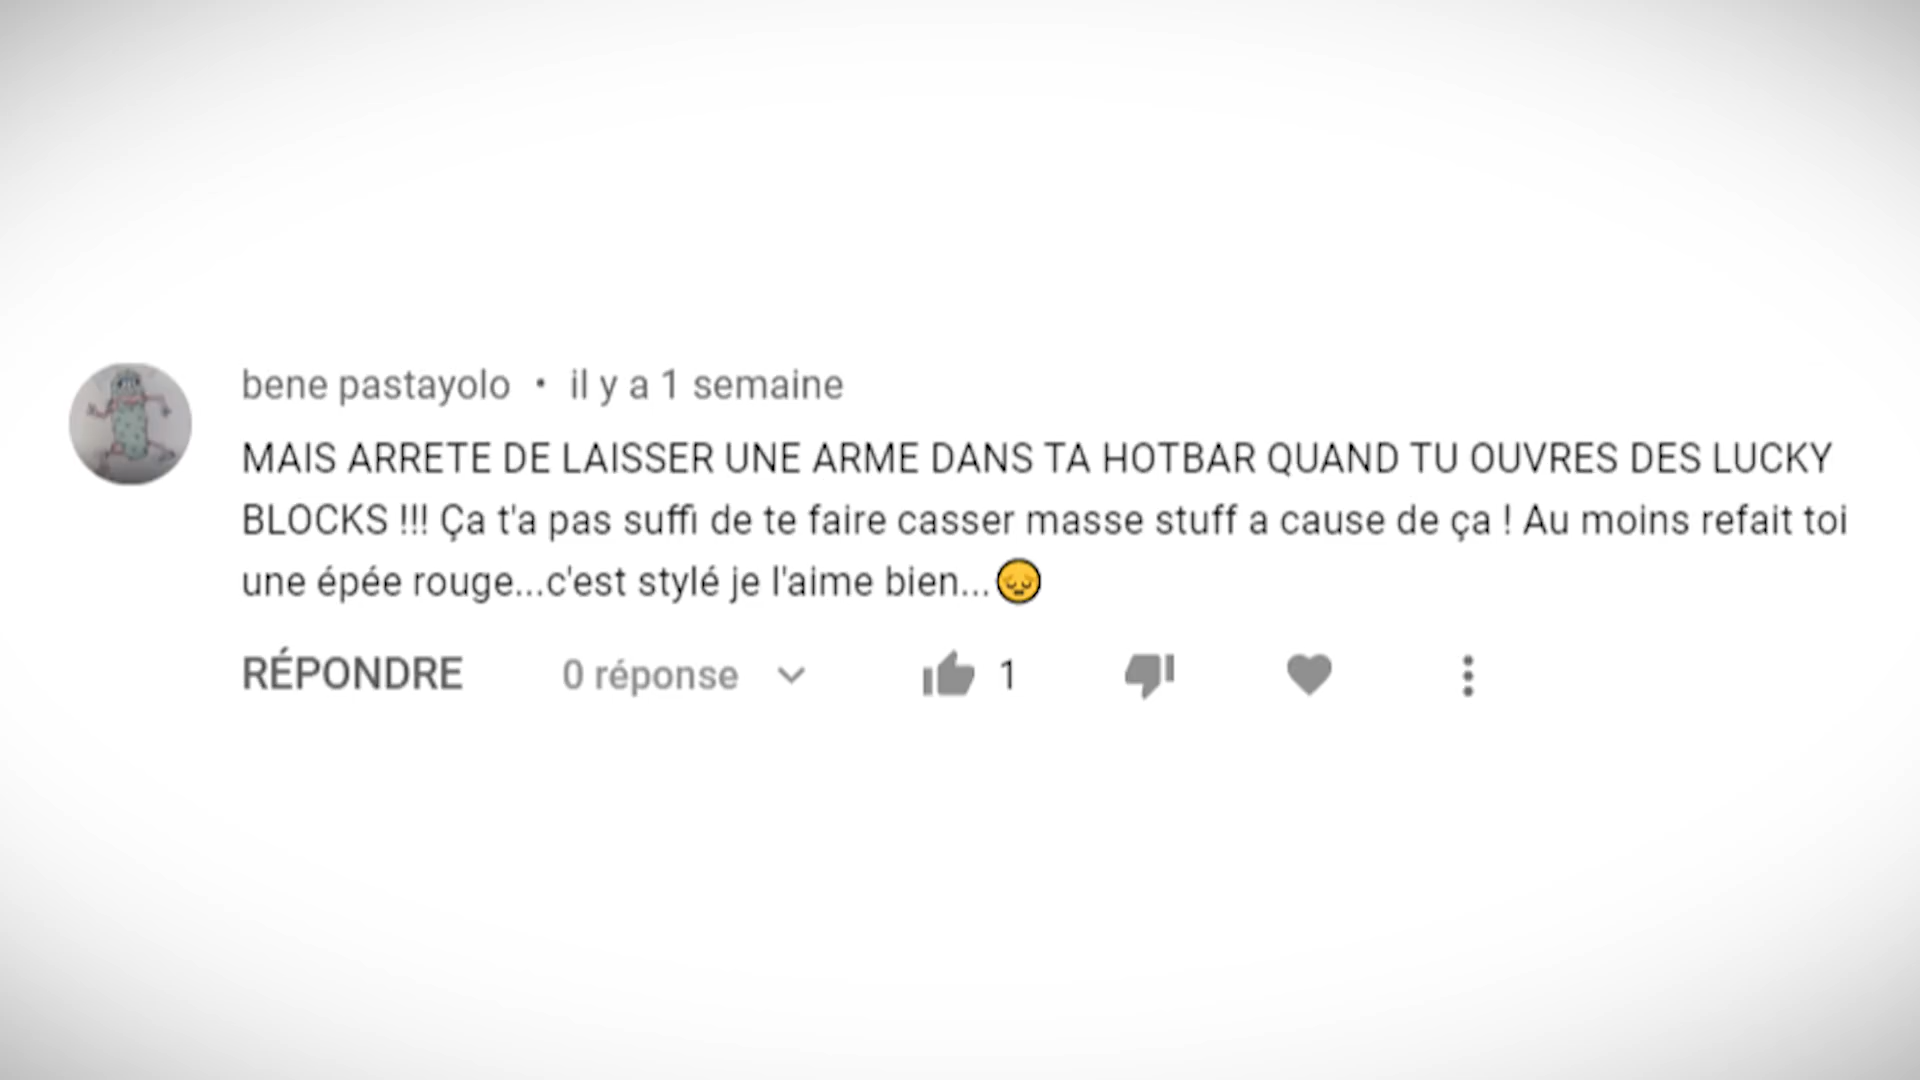 bene pastayolo • il y a 1 semaine
MAIS ARRETE DE LAISSER UNE ARME DANS TA HOTBAR QUAND TU OUVRES DES LUCKY
BLOCKS !!! Ça t'a pas suffi de te faire casser masse stuff a cause de ça ! Au moins refait toi
une épée rouge...c'est stylé je l'aime bien...😔
RÉPONDRE 0 réponse 1